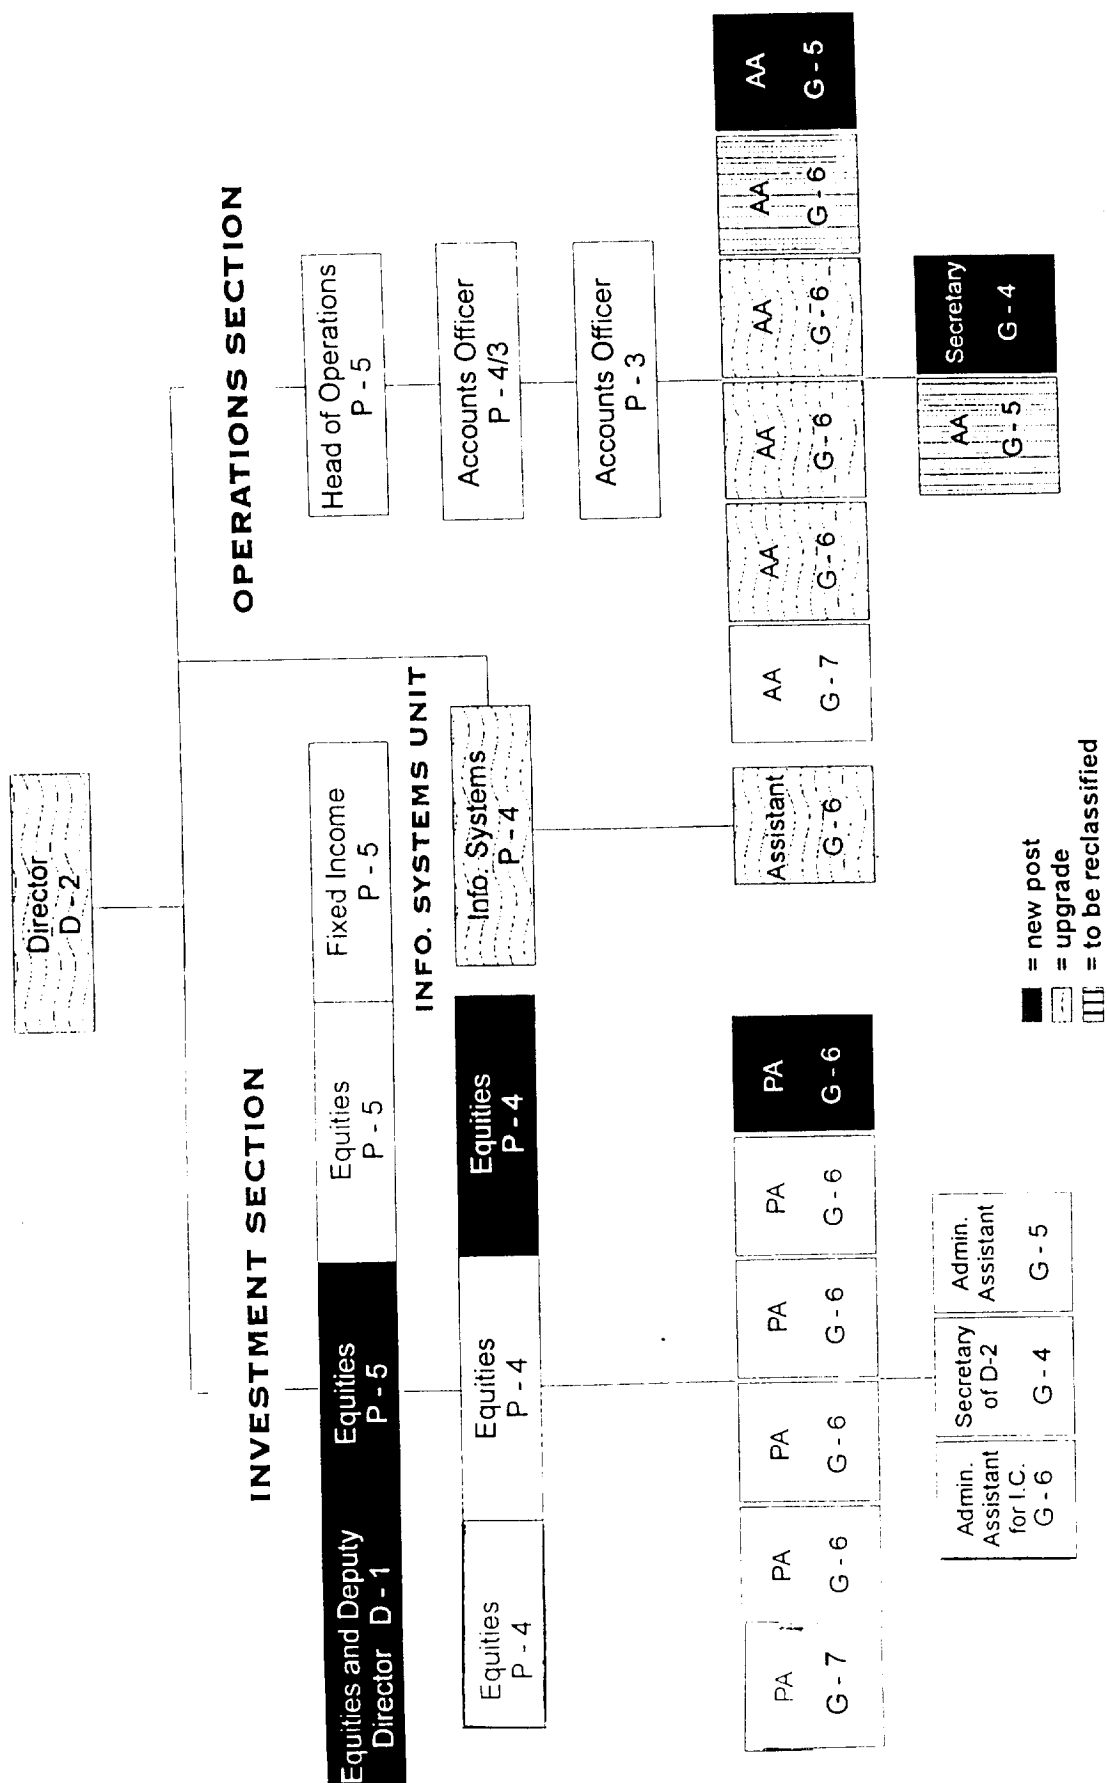 Director
D - 2
INVESTMENT SECTION
OPERATIONS SECTION
Equities and Deputy
Director D - 1
Equities
P - 5
Equities
P - 5
Fixed Income
P - 5
Head of Operations
P - 5
INFO. SYSTEMS UNIT
Equities
P - 4
Equities
P - 4
Equities
P - 4
Info. Systems
P - 4
Accounts Officer
P - 4/3
Accounts Officer
P - 3
PA
G - 7
PA
G - 6
PA
G - 6
PA
G - 6
PA
G - 6
PA
G - 6
Assistant
G - 6
AA
G - 7
AA
G - 6
AA
G - 6
AA
G - 6
AA
G - 6
AA
G - 5
Admin.
Assistant
for I.C.
G - 6
Secretary
of D-2
G - 4
Admin.
Assistant
G - 5
AA
G - 5
Secretary
G - 4
= new post
= upgrade
= to be reclassified